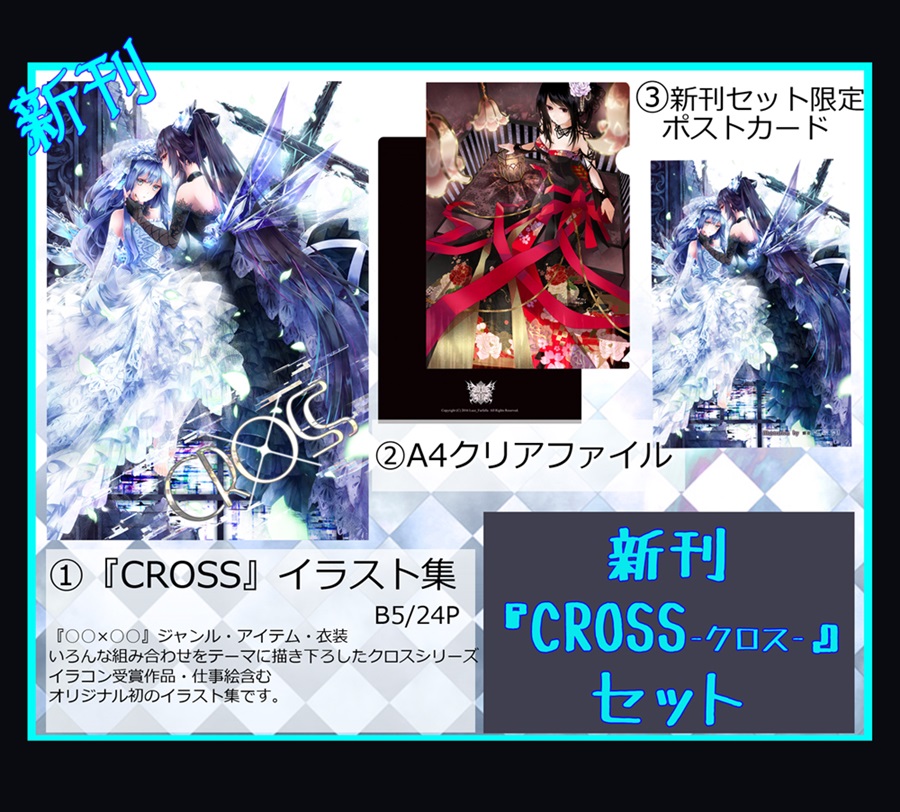 新刊
③新刊セット限定
ポストカード
CROSS
②A4クリアファイル
①『CROSS』イラスト集
B5/24P
『○○×○○』ジャンル・アイテム・衣装
いろんな組み合わせをテーマに描き下ろしたクロスシリーズ
イラコン受賞作品・仕事絵含む
オリジナル初のイラスト集です。
新刊
『CROSS-クロス-』
セット